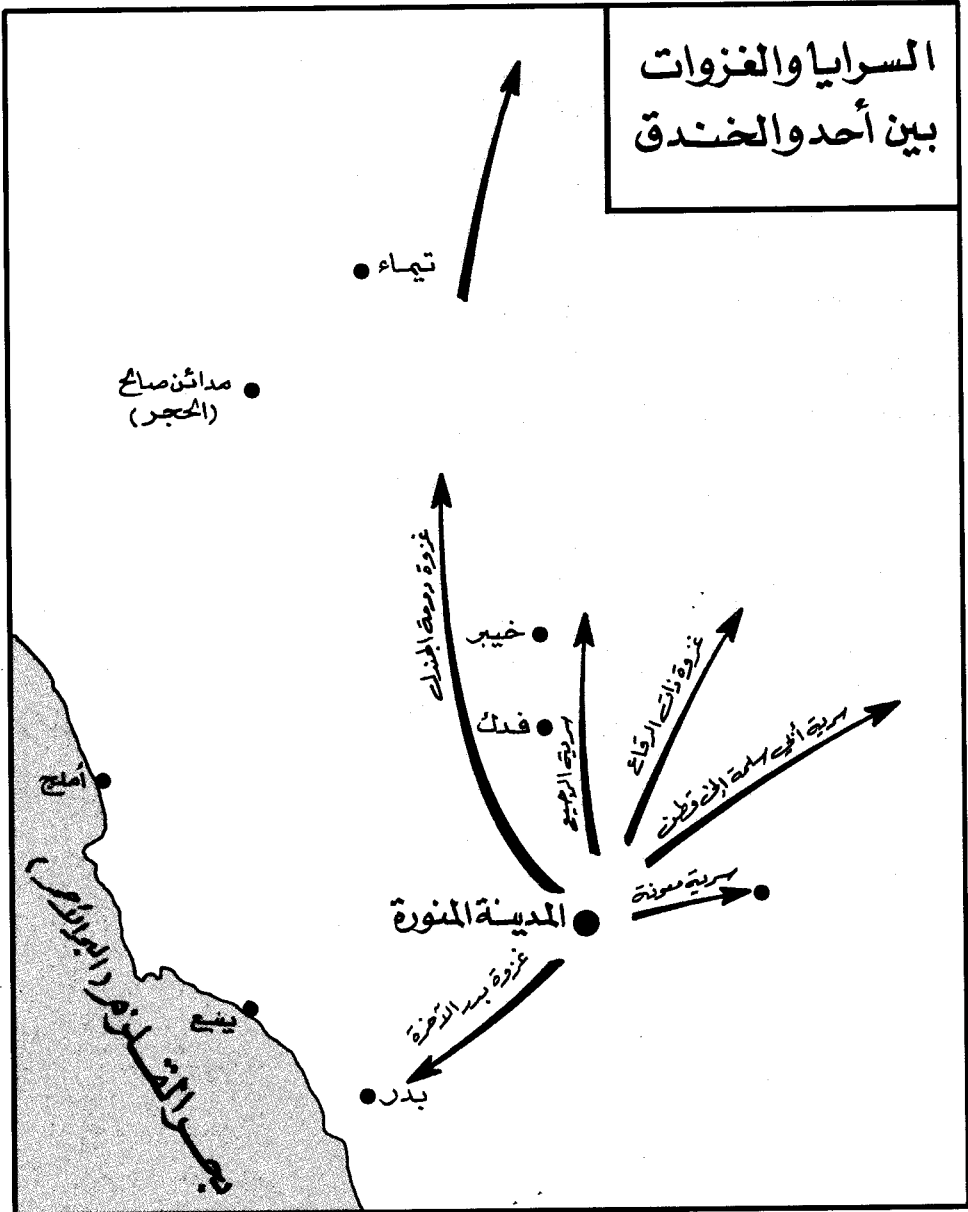 السرايا والغزوات
بين أحد والخندق
تيماء
مدائن صالح
(الحجر)
غزوة دومة الجندل
خيبر
فدك
سرية الرجيع
غزوة ذات الرقاع
سرية أبي سلمة إلى قطن
سرية معونة
أملج
المدينة المنورة
غزوة بدر الآخرة
ينبع
بدر
بحر القلزم (البحر الأحمر)